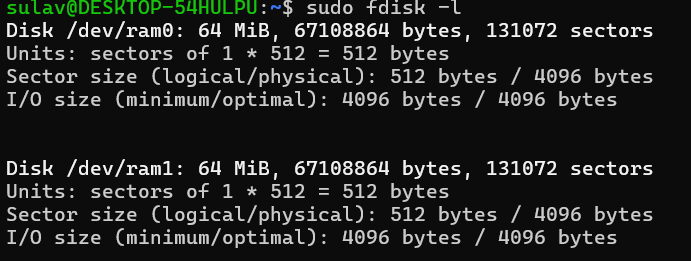 sulav@DESKTOP-54HULPU:~$ sudo fdisk -l
Disk /dev/ram0: 64 MiB, 67108864 bytes, 131072 sectors
Units: sectors of 1 * 512 = 512 bytes
Sector size (logical/physical): 512 bytes / 4096 bytes
I/O size (minimum/optimal): 4096 bytes / 4096 bytes
Disk /dev/ram1: 64 MiB, 67108864 bytes, 131072 sectors
Units: sectors of 1 * 512 = 512 bytes
Sector size (logical/physical): 512 bytes / 4096 bytes
I/O size (minimum/optimal): 4096 bytes / 4096 bytes